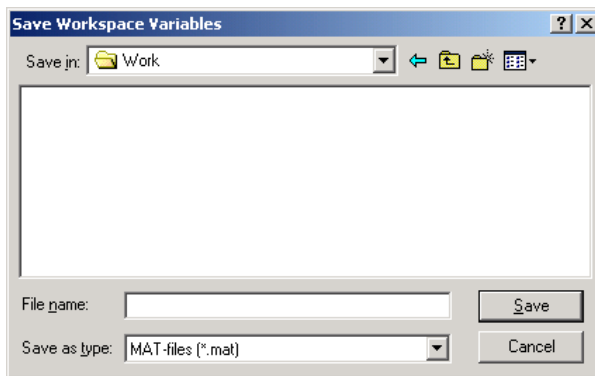 Save Workspace Variables
Save in: Work
File name: Save
Save as type: MAT-files (*.mat) Cancel